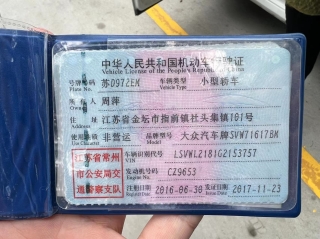 中华人民共和国机动车行驶证
Vehicle License of the People's Republic of China
号牌号码 苏D972EM 车辆类型 小型轿车
Plate No. Vehicle Type
所有人 周萍
Owner
住址 江苏省金坛市指前镇社头集镇101号
Address
使用性质 非营运 品牌型号 大众汽车牌SVW71617BM
Use Character Model
江苏省常州
市公安局交
通警察支队
车辆识别代号 LSVWL2181G2153757
VIN
发动机号码 CZ9653
Engine No.
注册日期 2016-06-30 发证日期 2017-11-23
Register Date Issue Date